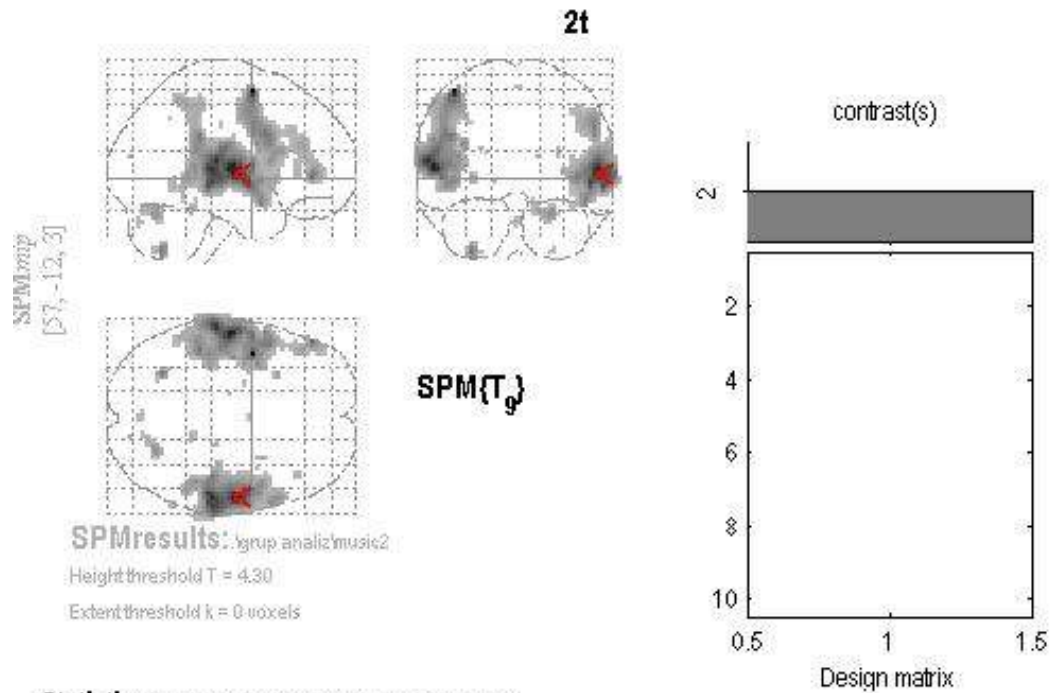 2t
SPMmip
[57, -12, 3]
SPM{T9}
SPMresults: .\grup analiz\music2
Height threshold T = 4.30
Extent threshold k = 0 voxels
contrast(s)
2
2
4
6
8
10
0.5 1 1.5
Design matrix